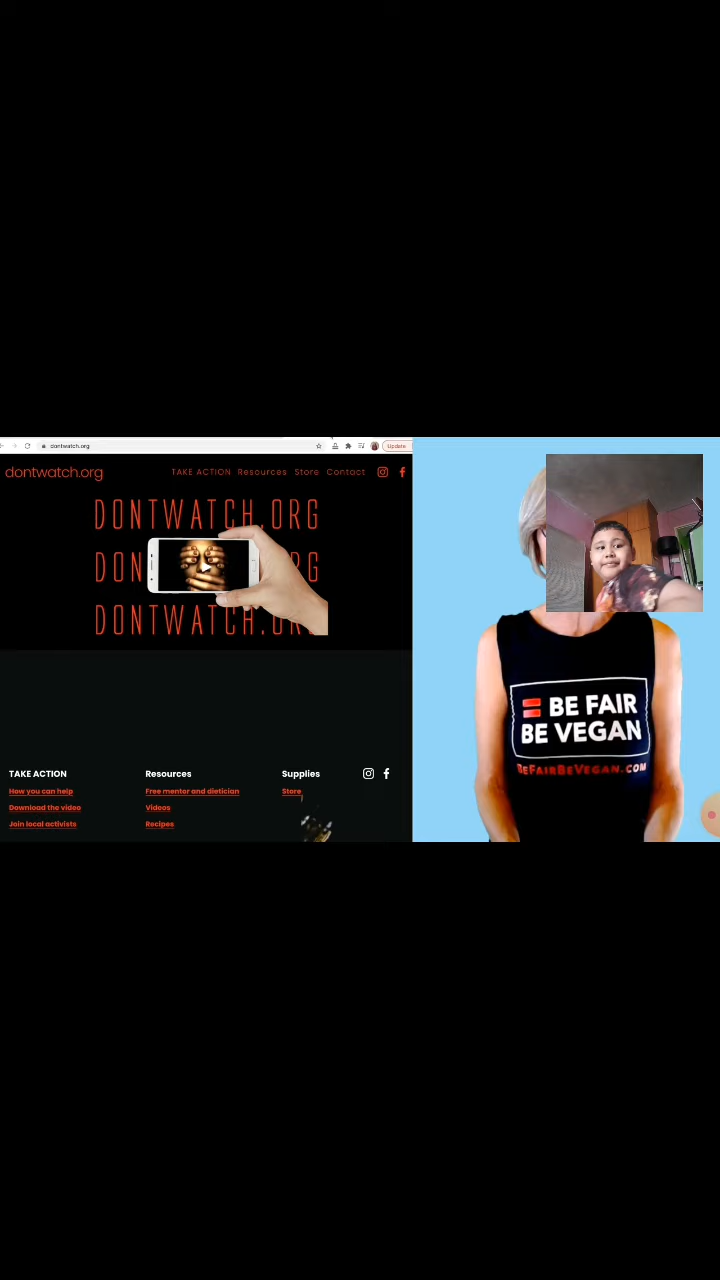 dontwatch.org
Update
dontwatch.org
TAKE ACTION Resources Store Contact
DONTWATCH.ORG
DON RG
DONTWATCH.ORG
TAKE ACTION
How you can help
Download the video
Join local activists
Resources
Free mentor and dietician
Videos
Recipes
Supplies
Store
BE FAIR
BE VEGAN
BEFAIRBEVEGAN.COM